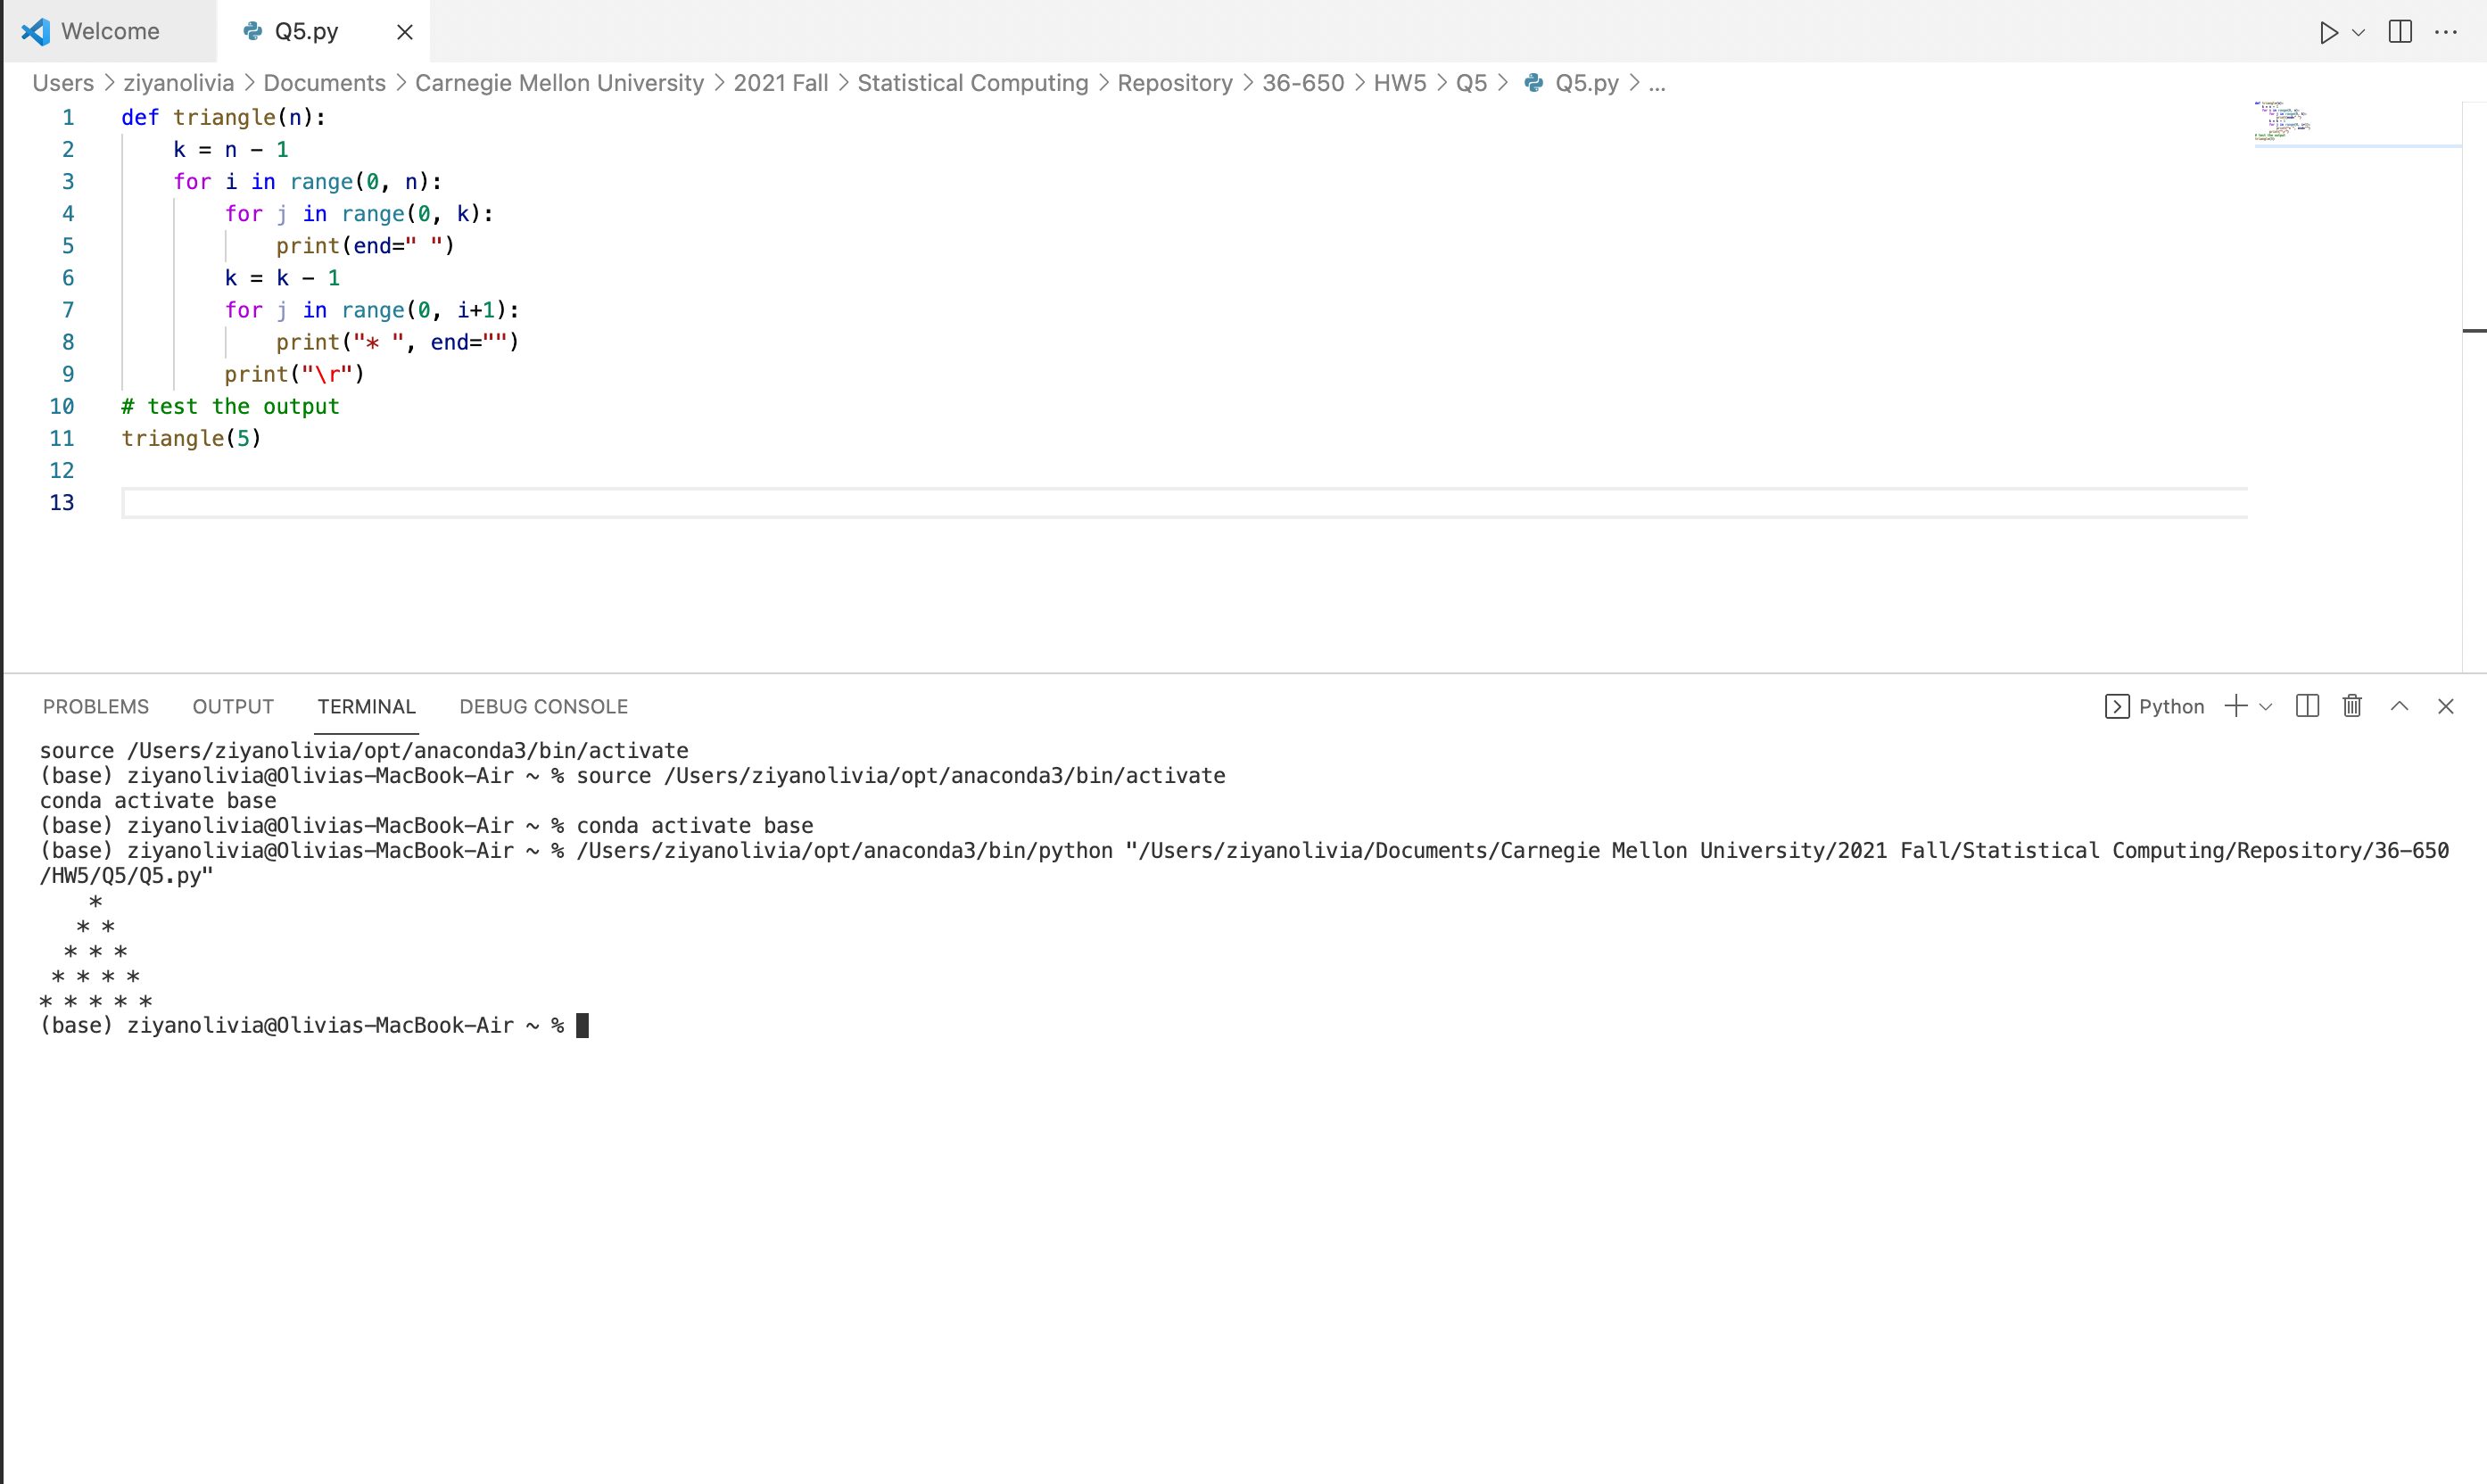 Welcome Q5.py
Users > ziyanolivia > Documents > Carnegie Mellon University > 2021 Fall > Statistical Computing > Repository > 36-650 > HW5 > Q5 > Q5.py > ...
1 def triangle(n):
2     k = n - 1
3     for i in range(0, n):
4         for j in range(0, k):
5             print(end=" ")
6         k = k - 1
7         for j in range(0, i+1):
8             print("* ", end="")
9         print("\r")
10 # test the output
11 triangle(5)
12
13
PROBLEMS OUTPUT TERMINAL DEBUG CONSOLE Python
source /Users/ziyanolivia/opt/anaconda3/bin/activate
(base) ziyanolivia@Olivias-MacBook-Air ~ % source /Users/ziyanolivia/opt/anaconda3/bin/activate
conda activate base
(base) ziyanolivia@Olivias-MacBook-Air ~ % conda activate base
(base) ziyanolivia@Olivias-MacBook-Air ~ % /Users/ziyanolivia/opt/anaconda3/bin/python "/Users/ziyanolivia/Documents/Carnegie Mellon University/2021 Fall/Statistical Computing/Repository/36-650
/HW5/Q5/Q5.py"
    *
   * *
  * * *
 * * * *
* * * * *
(base) ziyanolivia@Olivias-MacBook-Air ~ %